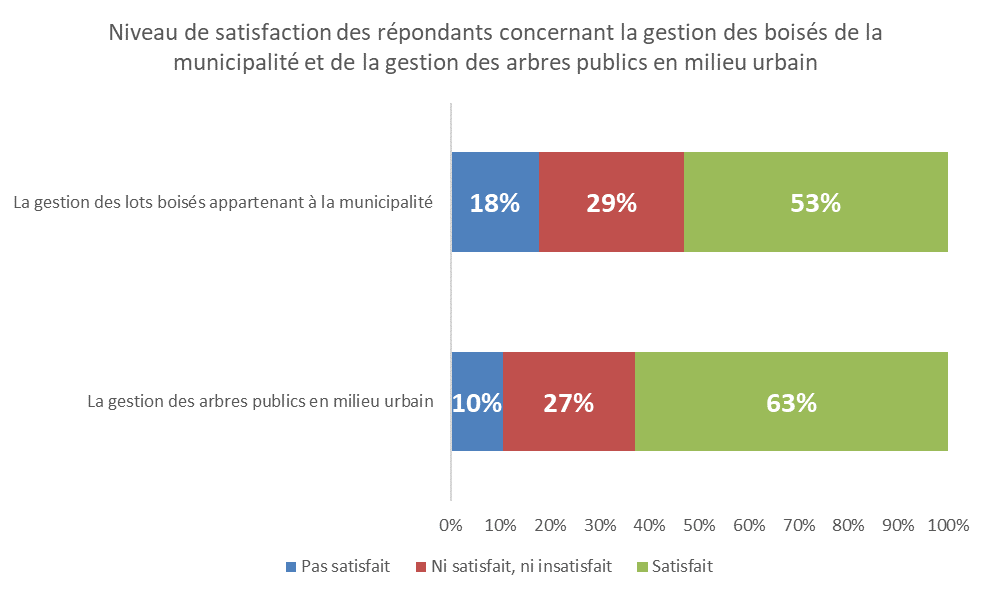 Niveau de satisfaction des répondants concernant la gestion des boisés de la
municipalité et de la gestion des arbres publics en milieu urbain
La gestion des lots boisés appartenant à la municipalité
18% 29% 53%
La gestion des arbres publics en milieu urbain
10% 27% 63%
0% 10% 20% 30% 40% 50% 60% 70% 80% 90% 100%
Pas satisfait Ni satisfait, ni insatisfait Satisfait